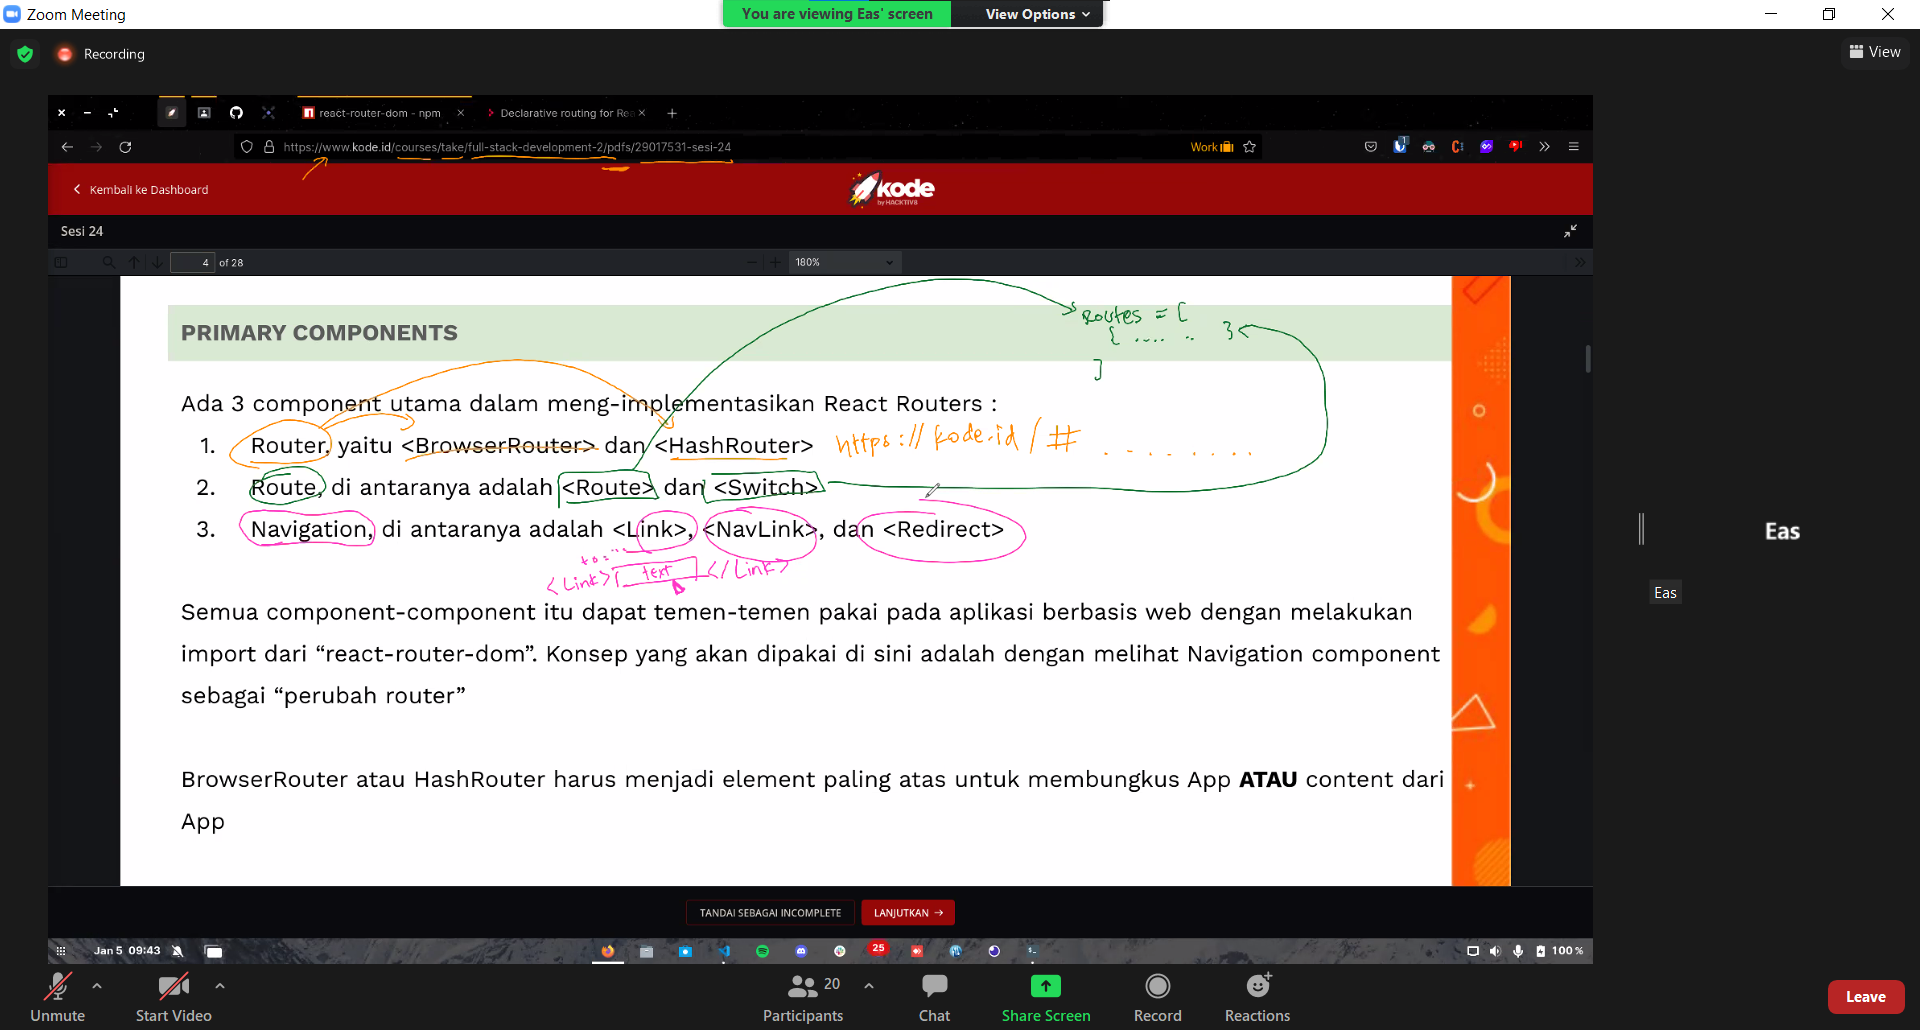 Zoom Meeting
You are viewing Eas' screen
View Options
Recording
View
react-router-dom - npm
Declarative routing for Rea
https://www.kode.id/courses/take/full-stack-development-2/pdfs/29017531-sesi-24
Work
Kembali ke Dashboard
kode
by HACKTIV8
Sesi 24
4 of 28
180%
routes = [
{ .... .. }
]
PRIMARY COMPONENTS
Ada 3 component utama dalam meng-implementasikan React Routers :
1. Router, yaitu <BrowserRouter> dan <HashRouter> https://kode.id/# ........
2. Route, di antaranya adalah <Route> dan <Switch>
3. Navigation, di antaranya adalah <Link>, <NavLink>, dan <Redirect>
to=""
<Link> text </Link>
Semua component-component itu dapat temen-temen pakai pada aplikasi berbasis web dengan melakukan
import dari “react-router-dom”. Konsep yang akan dipakai di sini adalah dengan melihat Navigation component
sebagai “perubah router”
BrowserRouter atau HashRouter harus menjadi element paling atas untuk membungkus App ATAU content dari
App
Eas
Eas
TANDAI SEBAGAI INCOMPLETE
LANJUTKAN →
Jan 5 09:43
25
100 %
Unmute
Start Video
Participants
20
Chat
Share Screen
Record
Reactions
Leave